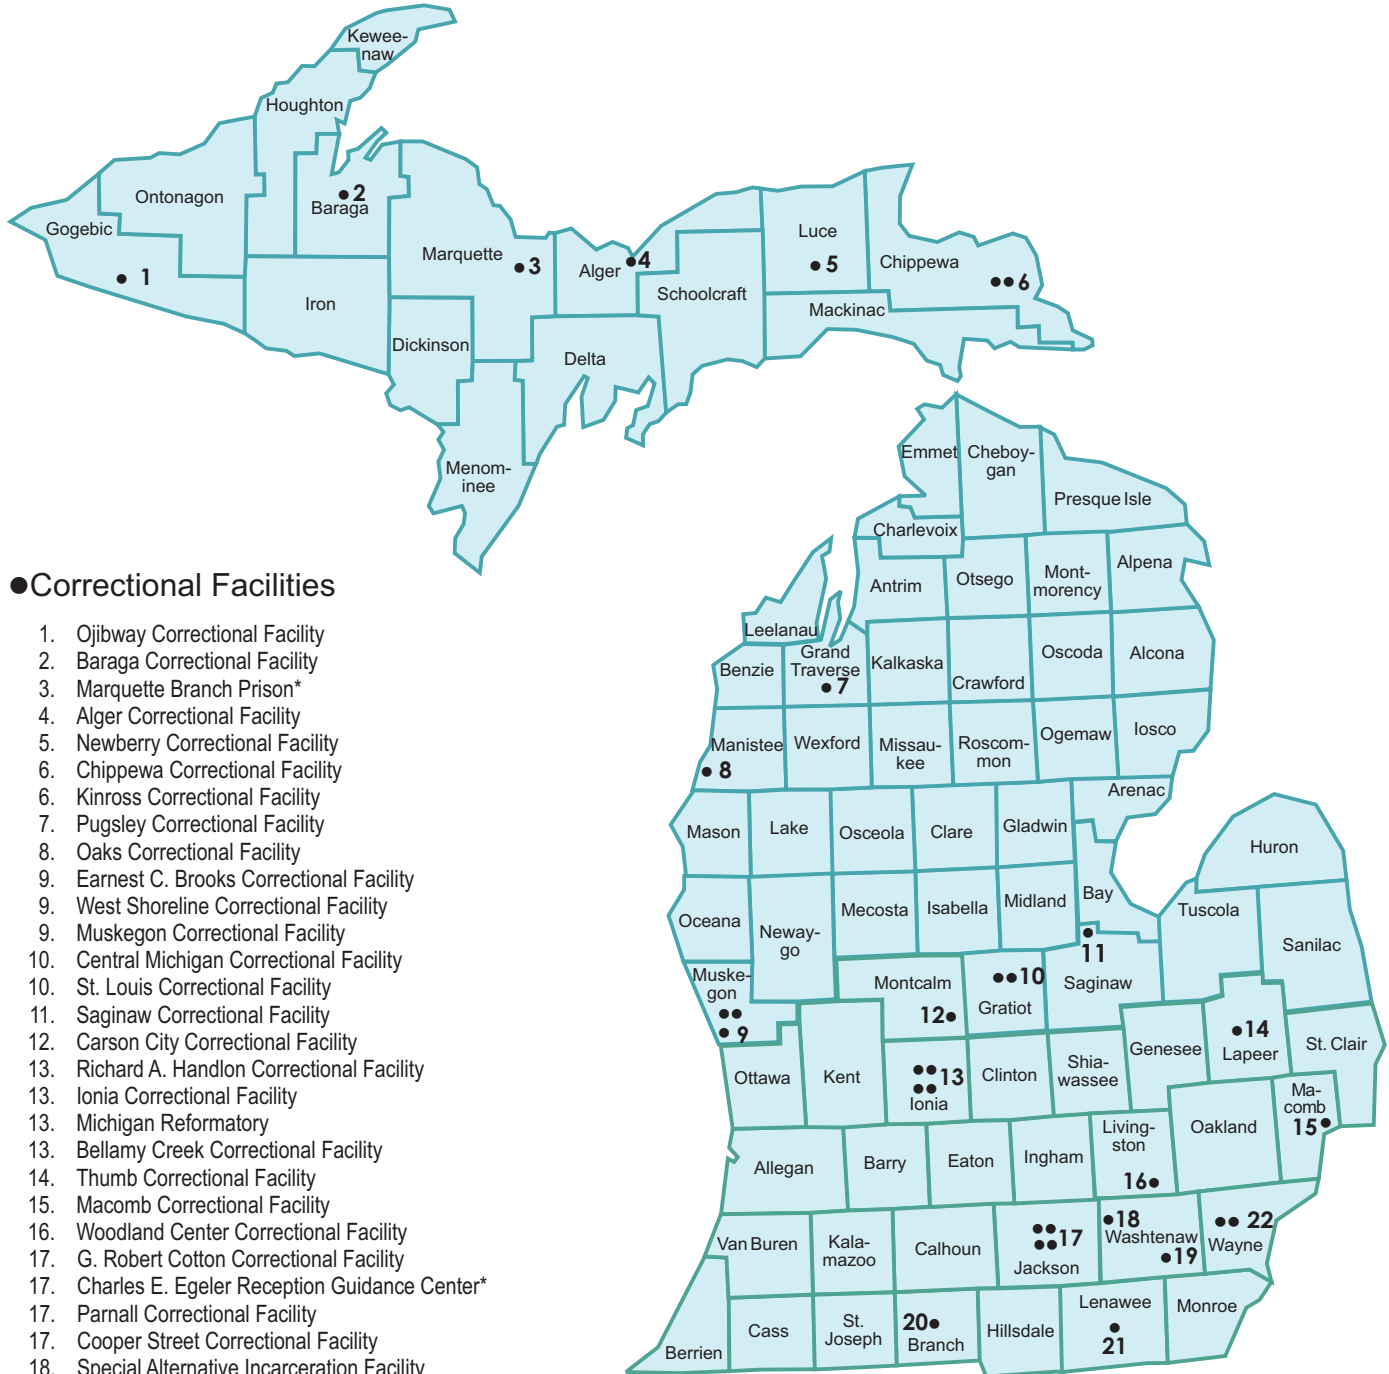 Kewee-
naw
Houghton
Ontonagon
Gogebic
1
2
Baraga
Marquette
3
Alger
4
Luce
5
Chippewa
6
Iron
Schoolcraft
Mackinac
Dickinson
Delta
Menom-
inee
Emmet
Cheboy-
gan
Presque Isle
Charlevoix
Antrim
Otsego
Mont-
morency
Alpena
Leelanau
Benzie
Grand
Traverse
7
Kalkaska
Crawford
Oscoda
Alcona
Manistee
8
Wexford
Missau-
kee
Roscom-
mon
Ogemaw
Iosco
Arenac
Mason
Lake
Osceola
Clare
Gladwin
Huron
Oceana
Neway-
go
Mecosta
Isabella
Midland
Bay
Tuscola
Sanilac
Muske-
gon
9
Montcalm
12
10
Gratiot
11
Saginaw
Ottawa
Kent
13
Ionia
Clinton
Shia-
wassee
Genesee
14
Lapeer
St. Clair
Ma-
comb
15
Allegan
Barry
Eaton
Ingham
Living-
ston
16
Oakland
Van Buren
Kala-
mazoo
Calhoun
17
Jackson
18
Washtenaw
19
22
Wayne
Berrien
Cass
St.
Joseph
20
Branch
Hillsdale
Lenawee
21
Monroe
●Correctional Facilities
1. Ojibway Correctional Facility
2. Baraga Correctional Facility
3. Marquette Branch Prison*
4. Alger Correctional Facility
5. Newberry Correctional Facility
6. Chippewa Correctional Facility
6. Kinross Correctional Facility
7. Pugsley Correctional Facility
8. Oaks Correctional Facility
9. Earnest C. Brooks Correctional Facility
9. West Shoreline Correctional Facility
9. Muskegon Correctional Facility
10. Central Michigan Correctional Facility
10. St. Louis Correctional Facility
11. Saginaw Correctional Facility
12. Carson City Correctional Facility
13. Richard A. Handlon Correctional Facility
13. Ionia Correctional Facility
13. Michigan Reformatory
13. Bellamy Creek Correctional Facility
14. Thumb Correctional Facility
15. Macomb Correctional Facility
16. Woodland Center Correctional Facility
17. G. Robert Cotton Correctional Facility
17. Charles E. Egeler Reception Guidance Center*
17. Parnall Correctional Facility
17. Cooper Street Correctional Facility
18. Special Alternative Incarceration Facility